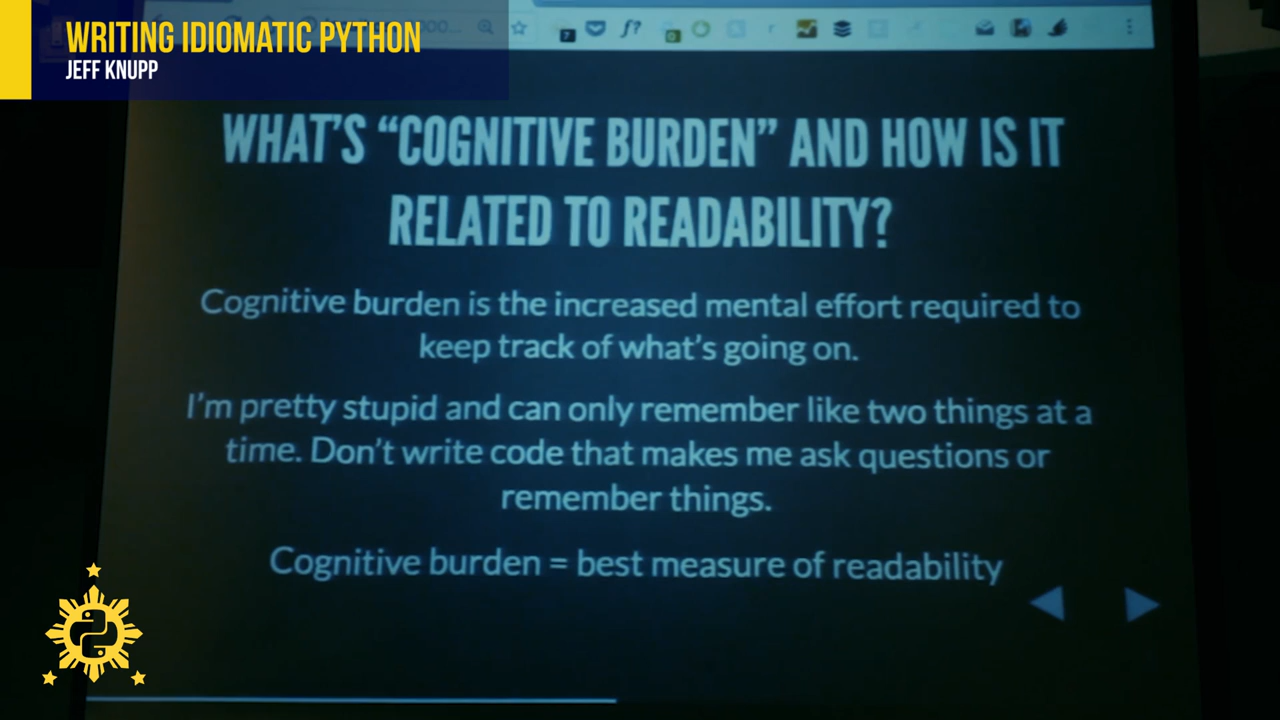 WRITING IDIOMATIC PYTHON
JEFF KNUPP
WHAT'S “COGNITIVE BURDEN” AND HOW IS IT
RELATED TO READABILITY?
Cognitive burden is the increased mental effort required to
keep track of what's going on.
I'm pretty stupid and can only remember like two things at a
time. Don't write code that makes me ask questions or
remember things.
Cognitive burden = best measure of readability